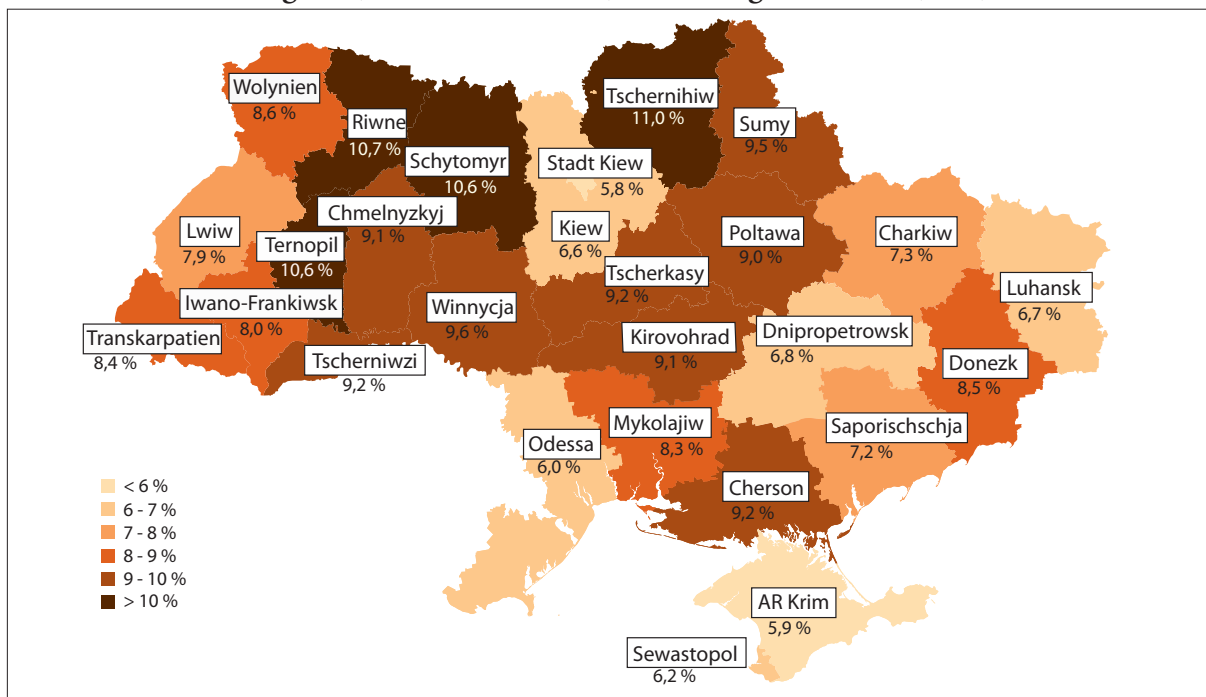 Wolynien
8,6 %
Riwne
10,7 %
Schytomyr
10,6 %
Tschernihiw
11,0 %
Sumy
9,5 %
Stadt Kiew
5,8 %
Kiew
6,6 %
Lwiw
7,9 %
Ternopil
10,6 %
Chmelnyzkyj
9,1 %
Poltawa
9,0 %
Charkiw
7,3 %
Luhansk
6,7 %
Tscherkasy
9,2 %
Iwano-Frankiwsk
8,0 %
Transkarpatien
8,4 %
Tscherniwzi
9,2 %
Winnycja
9,6 %
Kirovohrad
9,1 %
Dnipropetrowsk
6,8 %
Donezk
8,5 %
Odessa
6,0 %
Mykolajiw
8,3 %
Saporischschja
7,2 %
Cherson
9,2 %
AR Krim
5,9 %
Sewastopol
6,2 %
< 6 %
6 - 7 %
7 - 8 %
8 - 9 %
9 - 10 %
> 10 %